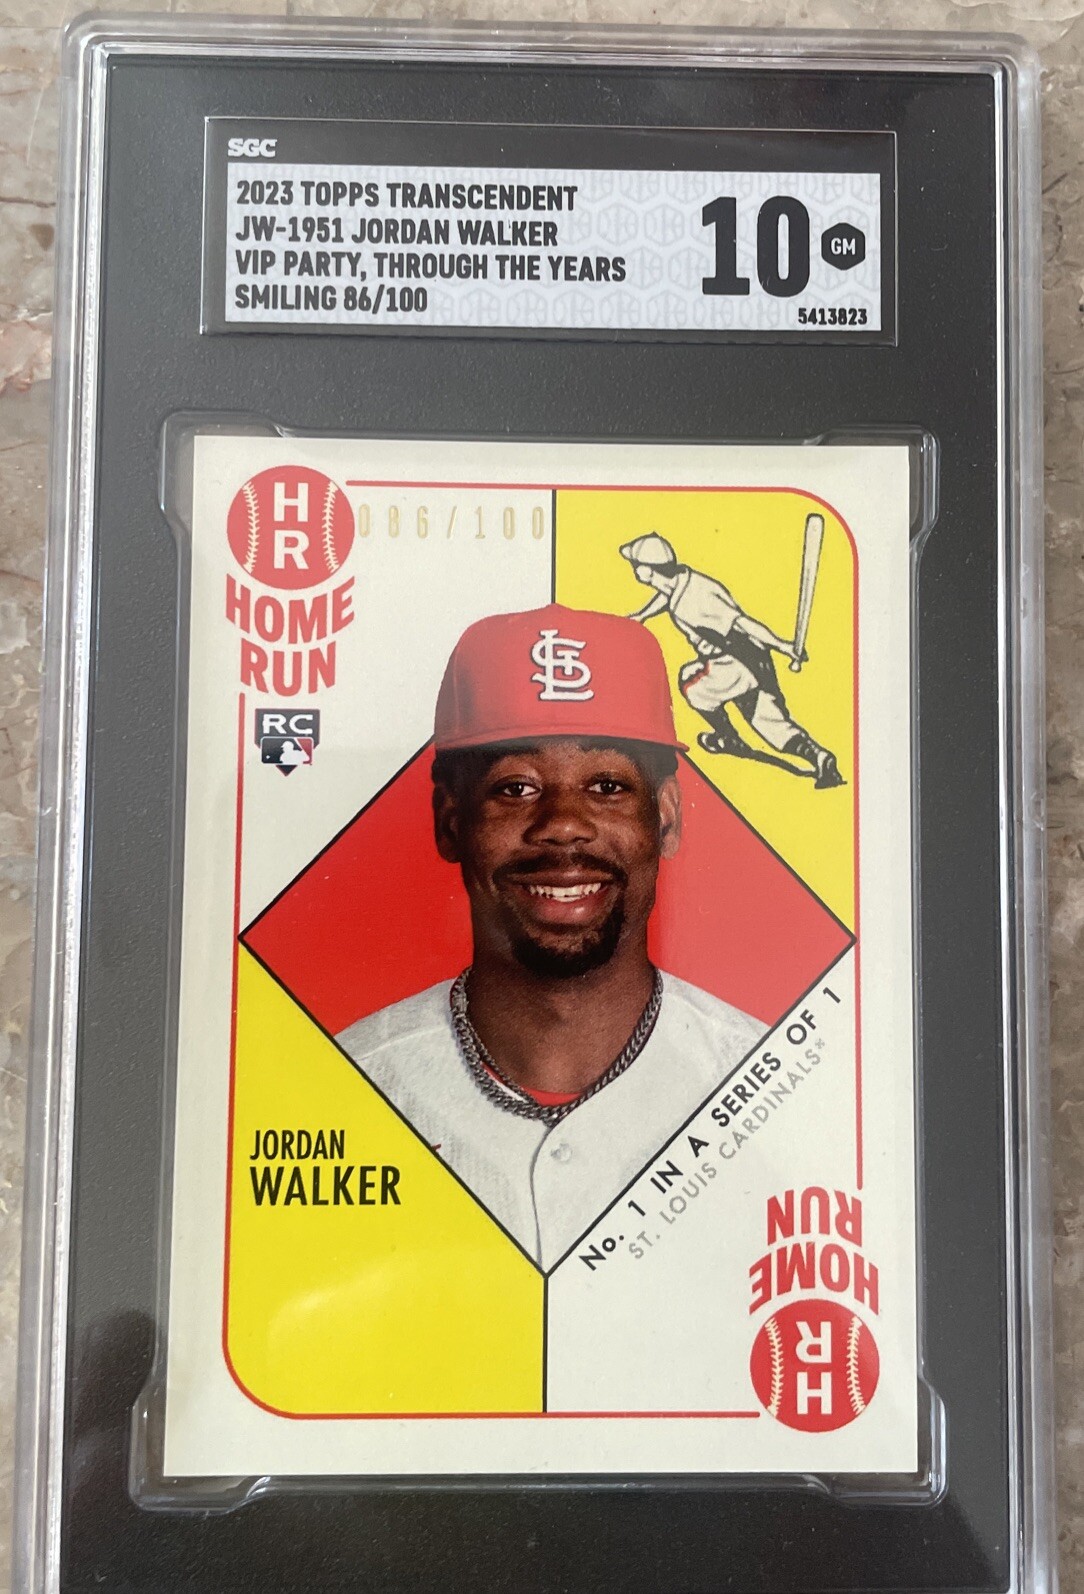 SGC
2023 TOPPS TRANSCENDENT
JW-1951 JORDAN WALKER
VIP PARTY, THROUGH THE YEARS
SMILING 86/100
10 GM
5413823
HR
086/100
HOME
RUN
RC
STL
JORDAN
WALKER
No. 1 IN A SERIES OF 1
ST. LOUIS CARDINALS®
HOME
RUN
HR